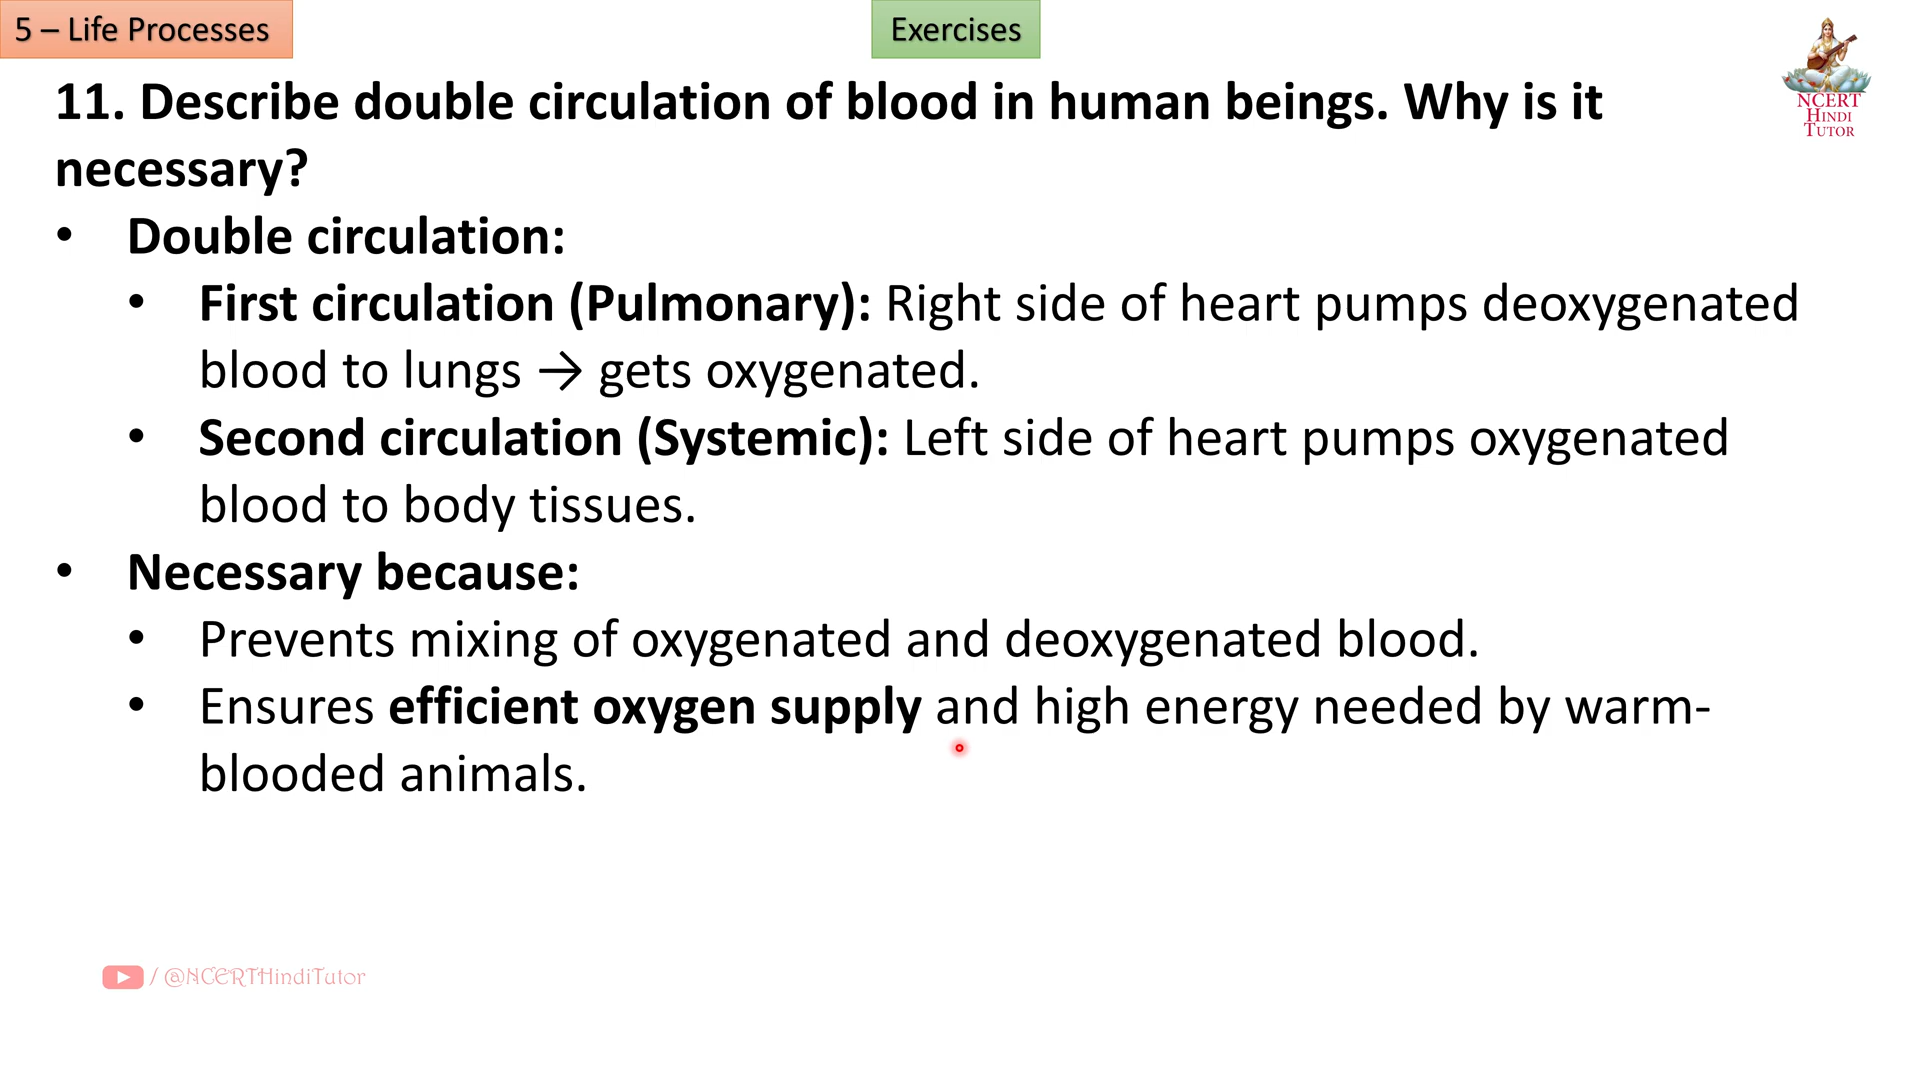 5 – Life Processes
Exercises
NCERT
HINDI
TUTOR
11. Describe double circulation of blood in human beings. Why is it
necessary?
• Double circulation:
• First circulation (Pulmonary): Right side of heart pumps deoxygenated
blood to lungs → gets oxygenated.
• Second circulation (Systemic): Left side of heart pumps oxygenated
blood to body tissues.
• Necessary because:
• Prevents mixing of oxygenated and deoxygenated blood.
• Ensures efficient oxygen supply and high energy needed by warm-
blooded animals.
/ @NCERTHindiTutor